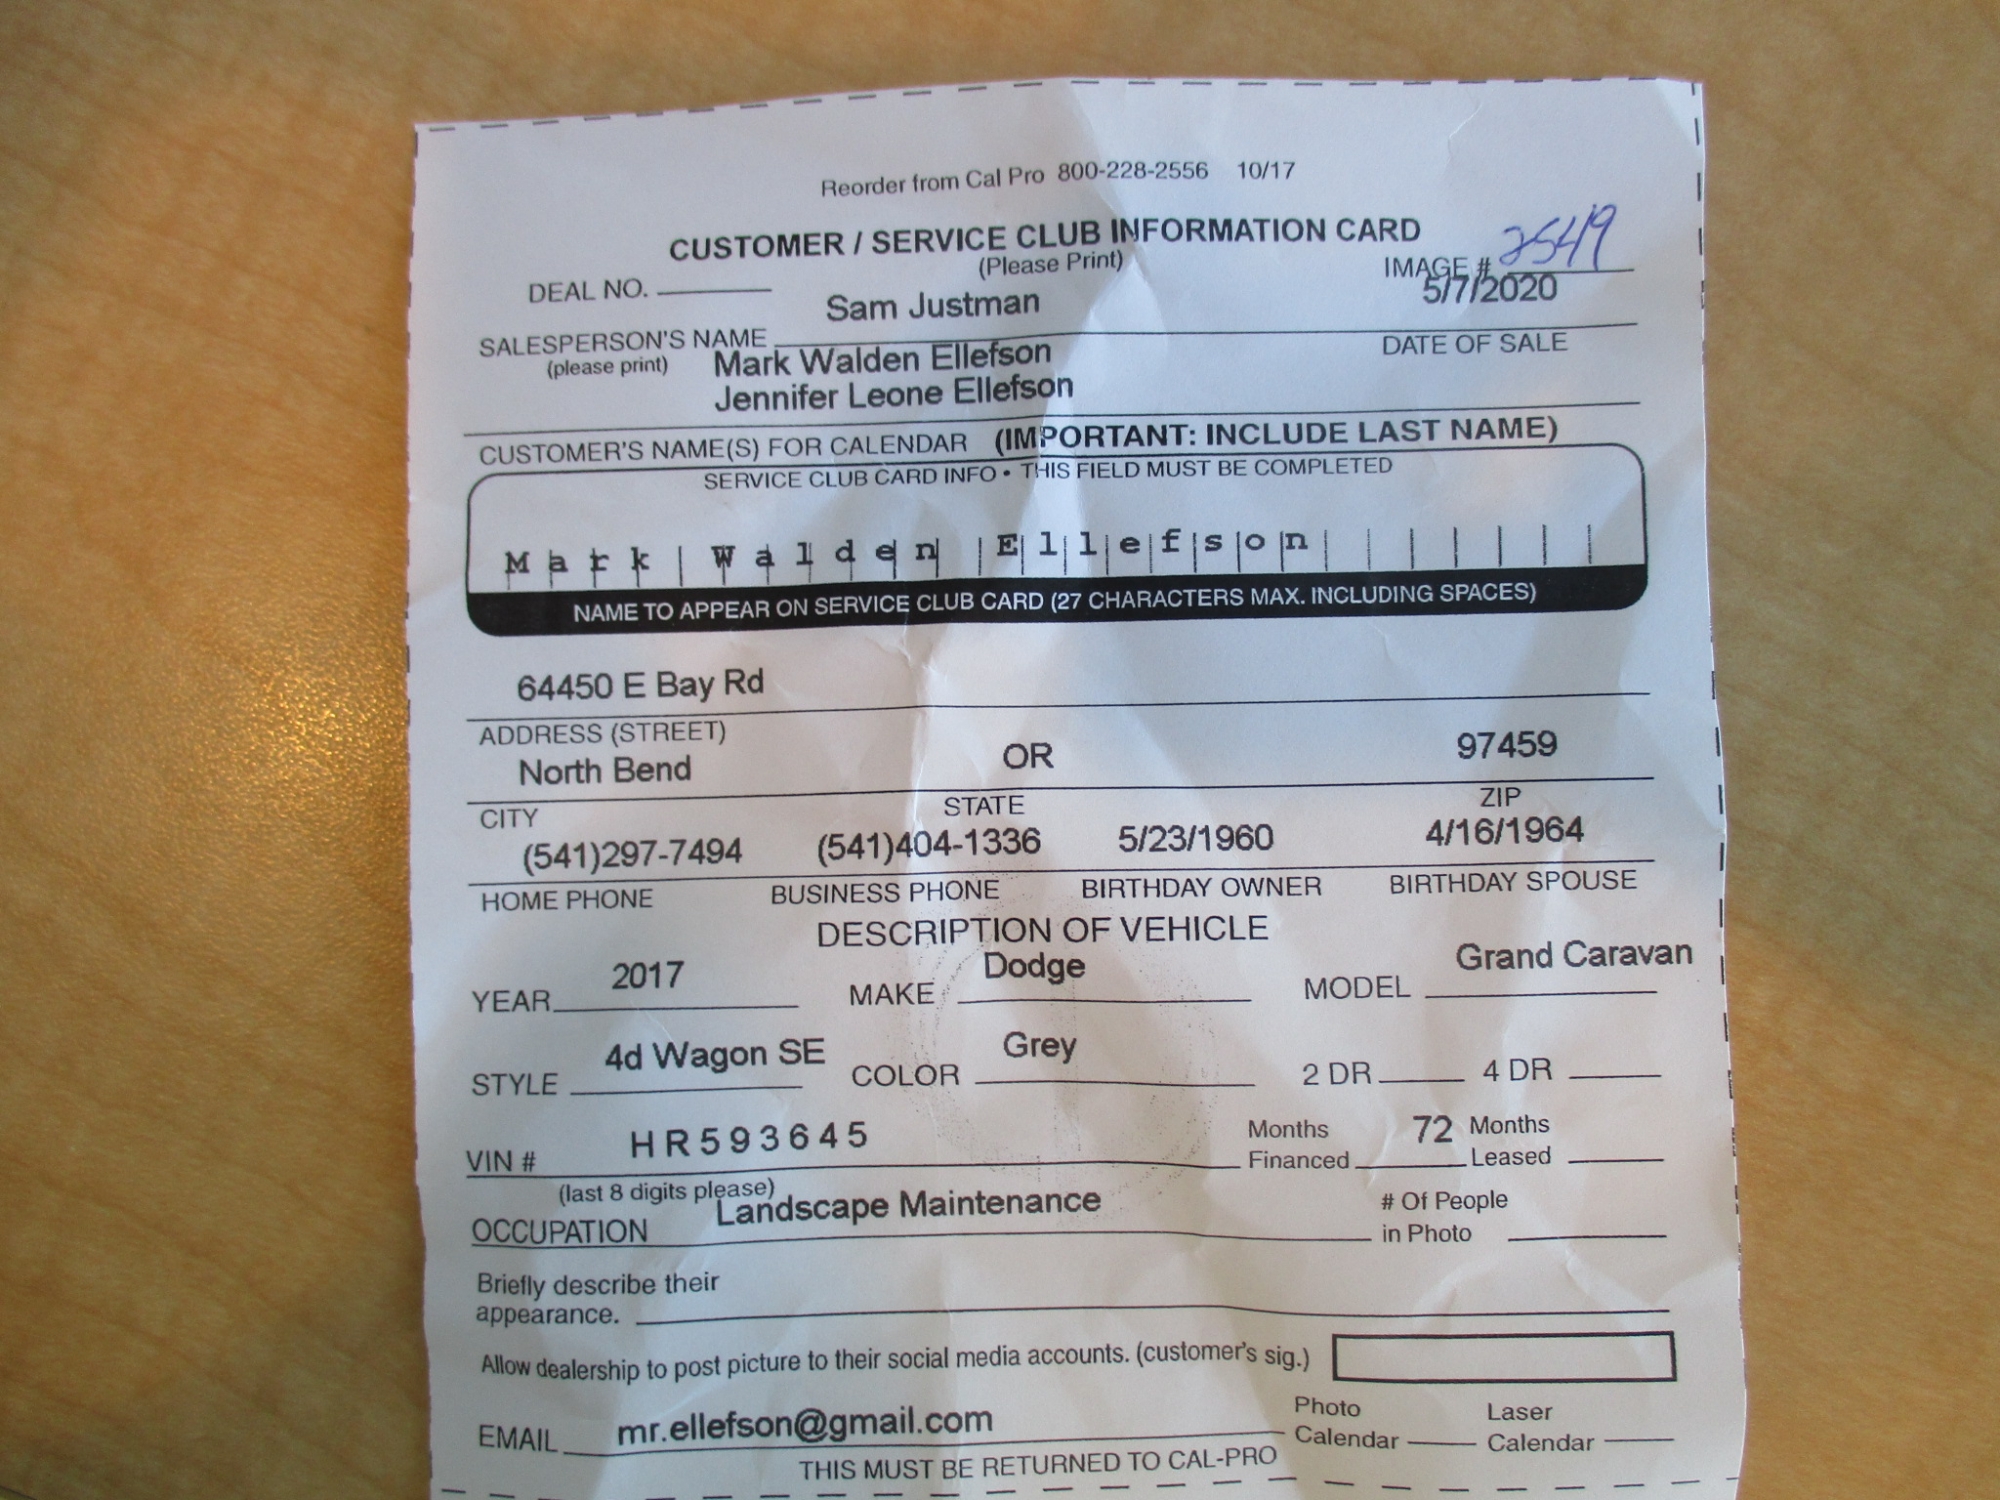 Reorder from Cal Pro 800-228-2556 10/17
CUSTOMER / SERVICE CLUB INFORMATION CARD
(Please Print)
IMAGE # 2549
DEAL NO.
Sam Justman 5/7/2020
SALESPERSON'S NAME DATE OF SALE
(please print) Mark Walden Ellefson
Jennifer Leone Ellefson
CUSTOMER'S NAME(S) FOR CALENDAR (IMPORTANT: INCLUDE LAST NAME)
SERVICE CLUB CARD INFO • THIS FIELD MUST BE COMPLETED
Mark Walden Ellefson
NAME TO APPEAR ON SERVICE CLUB CARD (27 CHARACTERS MAX. INCLUDING SPACES)
64450 E Bay Rd
ADDRESS (STREET)
North Bend OR 97459
CITY STATE ZIP
(541)297-7494 (541)404-1336 5/23/1960 4/16/1964
HOME PHONE BUSINESS PHONE BIRTHDAY OWNER BIRTHDAY SPOUSE
DESCRIPTION OF VEHICLE
YEAR 2017 MAKE Dodge MODEL Grand Caravan
STYLE 4d Wagon SE COLOR Grey 2 DR 4 DR
VIN # HR593645 Months Financed 72 Months Leased
(last 8 digits please)
OCCUPATION Landscape Maintenance # Of People in Photo
Briefly describe their
appearance.
Allow dealership to post picture to their social media accounts. (customer's sig.)
EMAIL mr.ellefson@gmail.com Photo Calendar Laser Calendar
THIS MUST BE RETURNED TO CAL-PRO